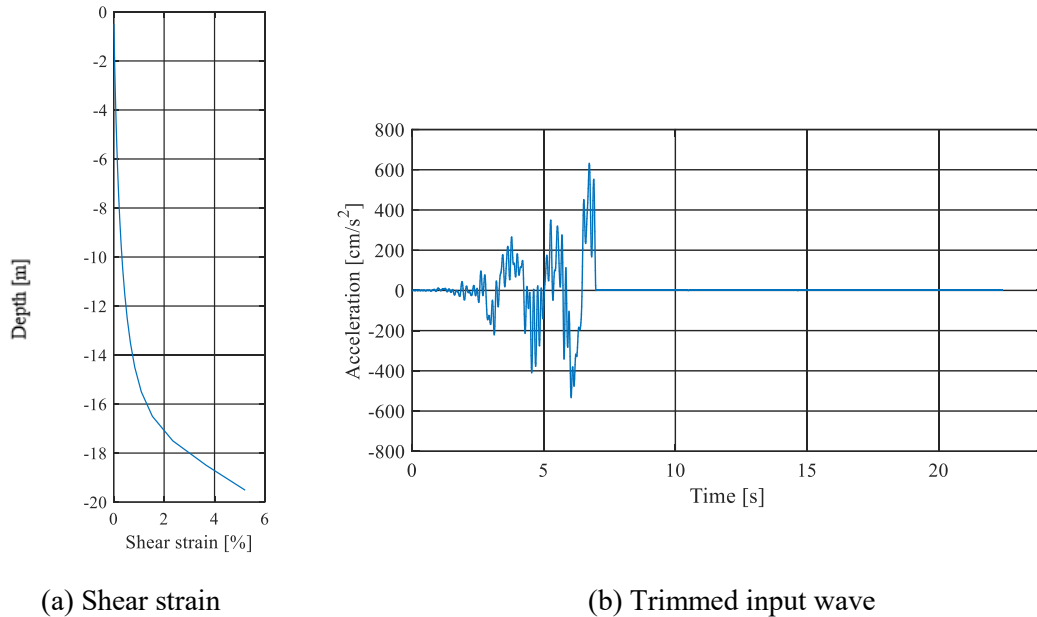 0
-2
-4
-6
-8
-10
-12
-14
-16
-18
-20
Depth [m]
0 2 4 6
Shear strain [%]
800
600
400
200
0
-200
-400
-600
-800
Acceleration [cm/s²]
0 5 10 15 20
Time [s]
(a) Shear strain
(b) Trimmed input wave